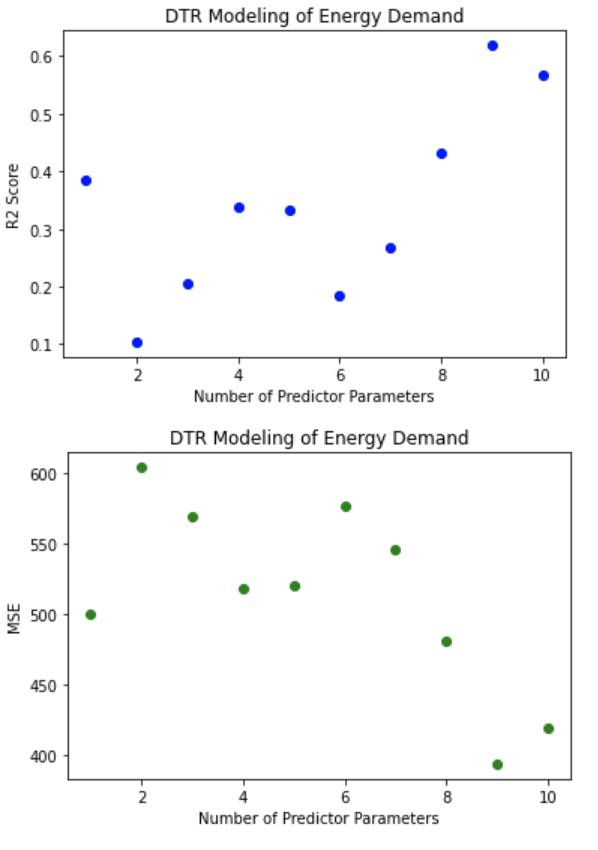 DTR Modeling of Energy Demand
0.6
0.5
0.4
0.3
0.2
0.1
R2 Score
2 4 6 8 10
Number of Predictor Parameters
DTR Modeling of Energy Demand
600
550
500
450
400
MSE
2 4 6 8 10
Number of Predictor Parameters